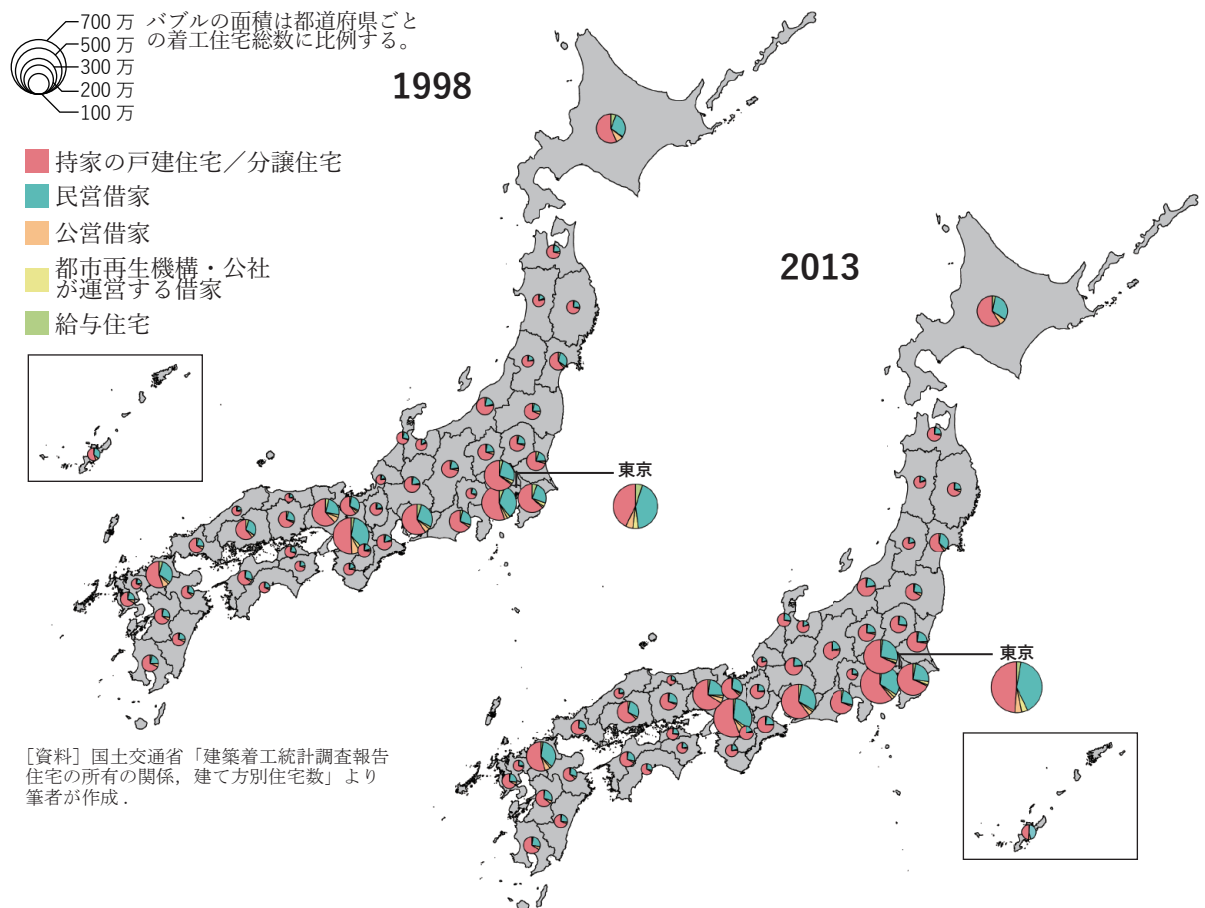 700 万
500 万
300 万
200 万
100 万
バブルの面積は都道府県ごと
の着工住宅総数に比例する。
1998
持家の戸建住宅／分譲住宅
民営借家
公営借家
都市再生機構・公社
が運営する借家
給与住宅
2013
東京
東京
［資料］国土交通省「建築着工統計調査報告
住宅の所有の関係，建て方別住宅数」より
筆者が作成．